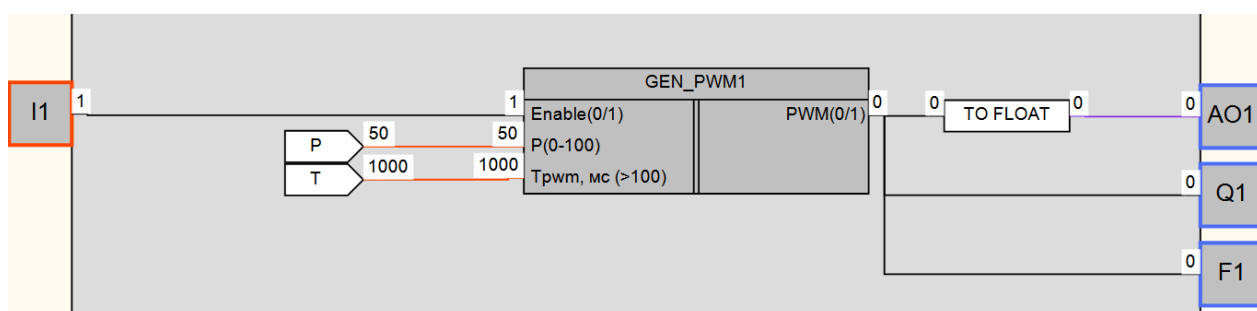 GEN_PWM1
I1 1 1 Enable(0/1) PWM(0/1) 0 0 TO FLOAT 0 0 AO1
P 50 50 P(0-100)
T 1000 1000 Tpwm, мс (>100)
0 Q1
0 F1